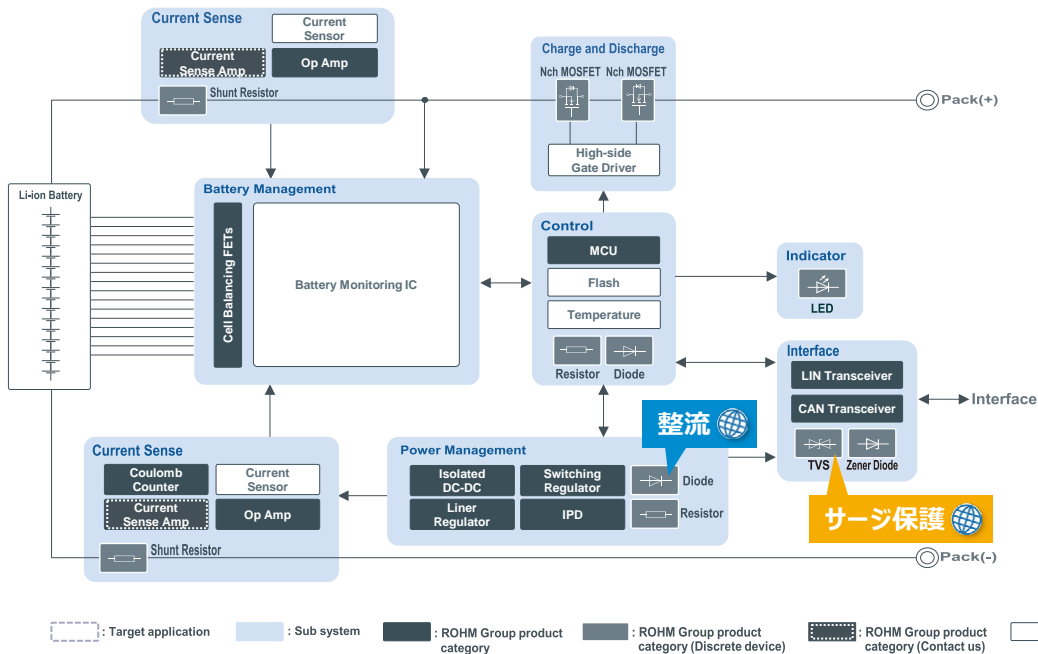 Current Sense
Current
Sensor
Current
Sense Amp
Op Amp
Shunt Resistor
Charge and Discharge
Nch MOSFET
Nch MOSFET
High-side
Gate Driver
Pack(+)
Li-ion Battery
Battery Management
Cell Balancing FETs
Battery Monitoring IC
Control
MCU
Flash
Temperature
Resistor
Diode
Indicator
LED
Interface
LIN Transceiver
CAN Transceiver
TVS
Zener Diode
Interface
整流
サージ保護
Current Sense
Coulomb
Counter
Current
Sensor
Current
Sense Amp
Op Amp
Shunt Resistor
Power Management
Isolated
DC-DC
Switching
Regulator
Liner
Regulator
IPD
Diode
Resistor
Pack(-)
: Target application
: Sub system
: ROHM Group product
category
: ROHM Group product
category (Discrete device)
: ROHM Group product
category (Contact us)